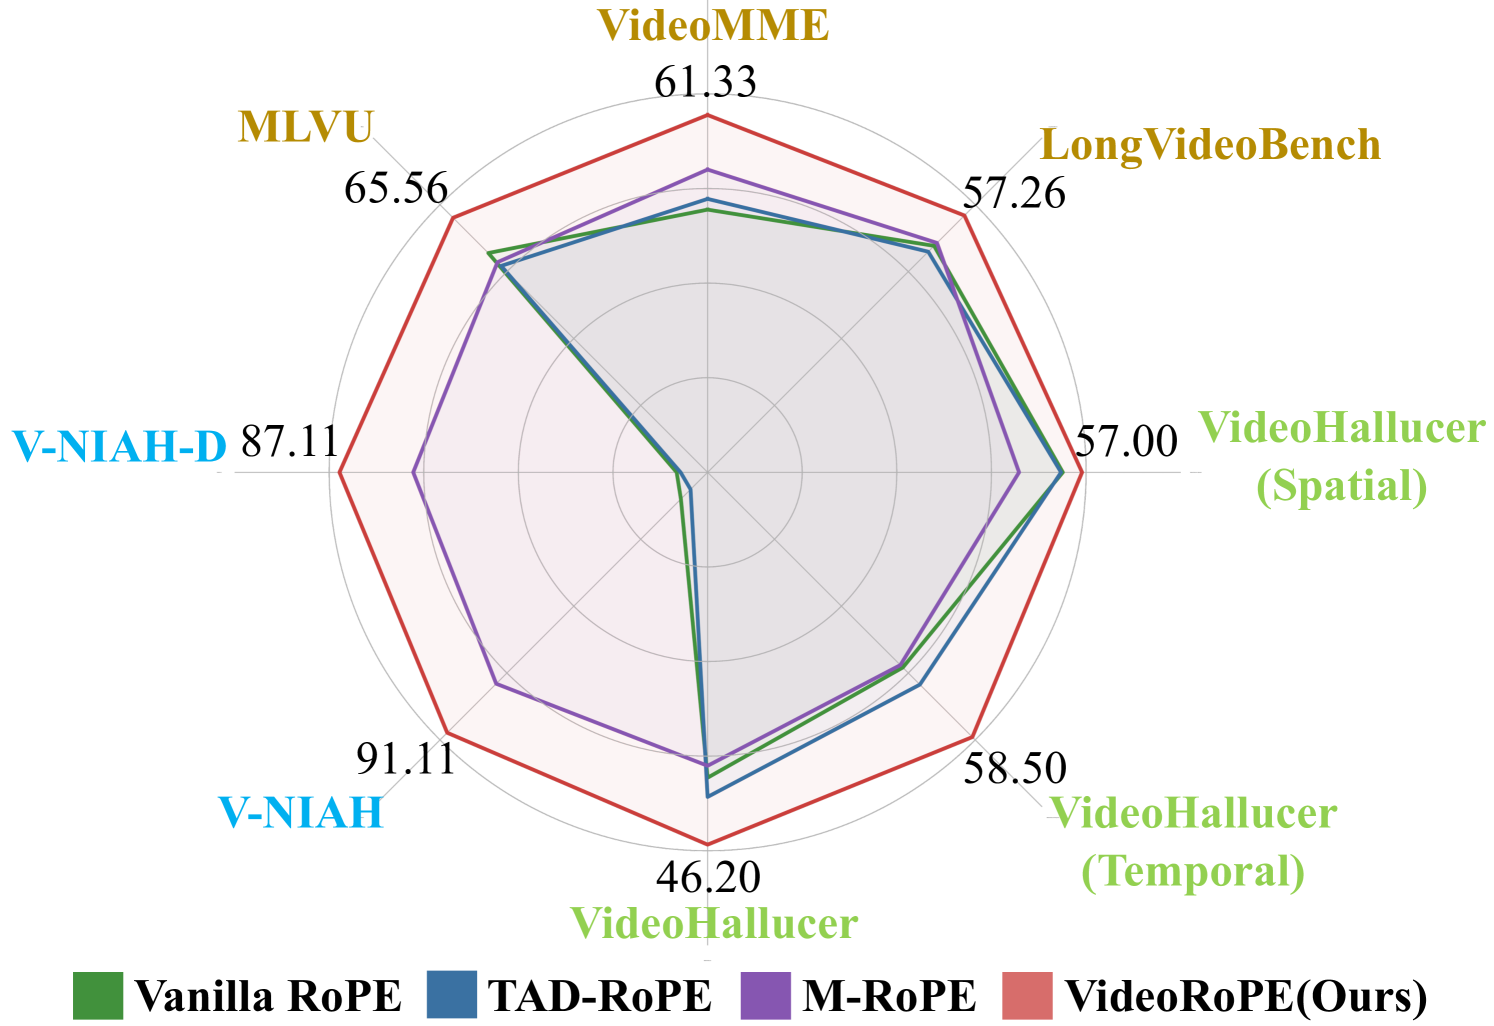 VideoMME
61.33
MLVU
65.56
LongVideoBench
57.26
V-NIAH-D
87.11
57.00
VideoHallucer
(Spatial)
91.11
V-NIAH
58.50
VideoHallucer
(Temporal)
46.20
VideoHallucer
Vanilla RoPE
TAD-RoPE
M-RoPE
VideoRoPE(Ours)